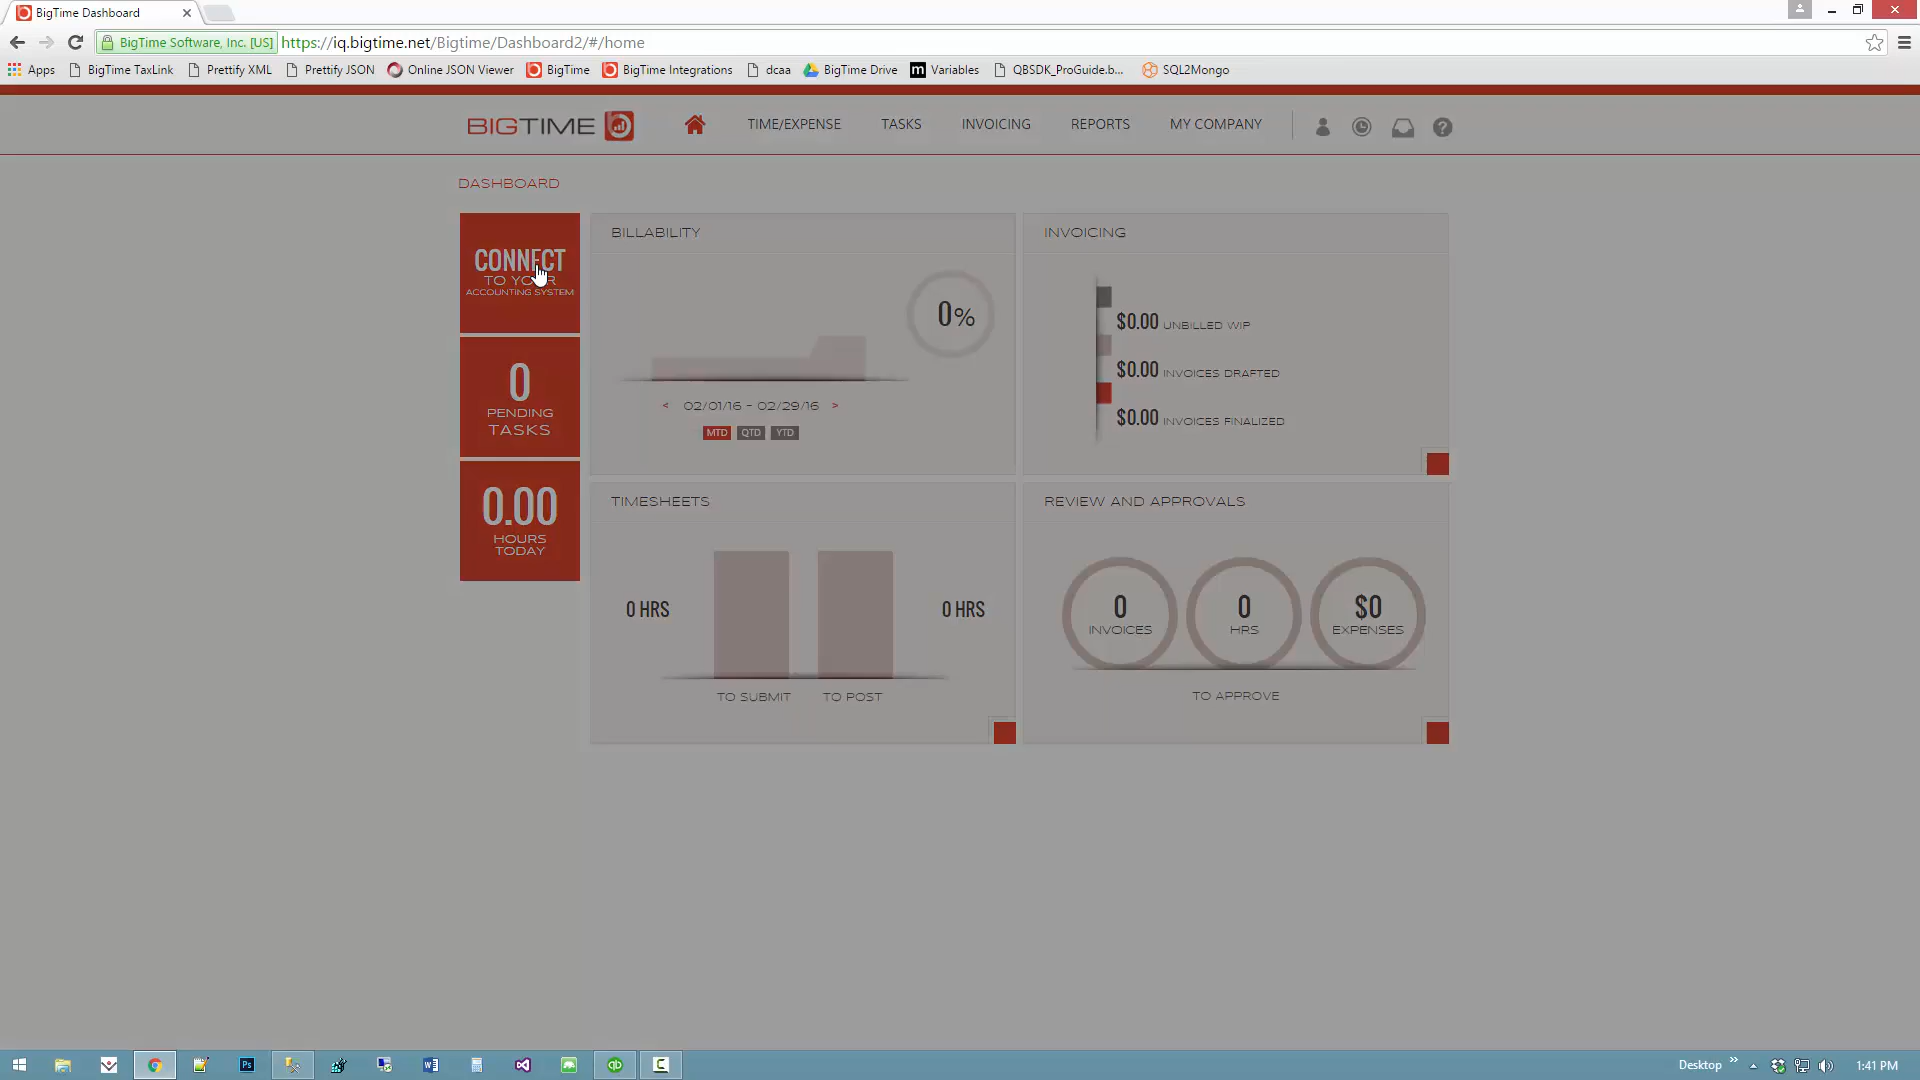 BigTime Dashboard
BigTime Software, Inc. [US] https://iq.bigtime.net/Bigtime/Dashboard2/#/home
Apps BigTime TaxLink Prettify XML Prettify JSON Online JSON Viewer BigTime BigTime Integrations dcaa BigTime Drive m Variables QBSDK_ProGuide.b... SQL2Mongo
BIGTIME TIME/EXPENSE TASKS INVOICING REPORTS MY COMPANY ?
DASHBOARD
CONNECT
TO YOUR
ACCOUNTING SYSTEM
0
PENDING
TASKS
0.00
HOURS
TODAY
BILLABILITY
0%
< 02/01/16 - 02/29/16 >
MTD QTD YTD
INVOICING
$0.00 UNBILLED WIP
$0.00 INVOICES DRAFTED
$0.00 INVOICES FINALIZED
TIMESHEETS
0 HRS 0 HRS
TO SUBMIT TO POST
REVIEW AND APPROVALS
0 INVOICES
0 HRS
$0 EXPENSES
TO APPROVE
Desktop 1:41 PM